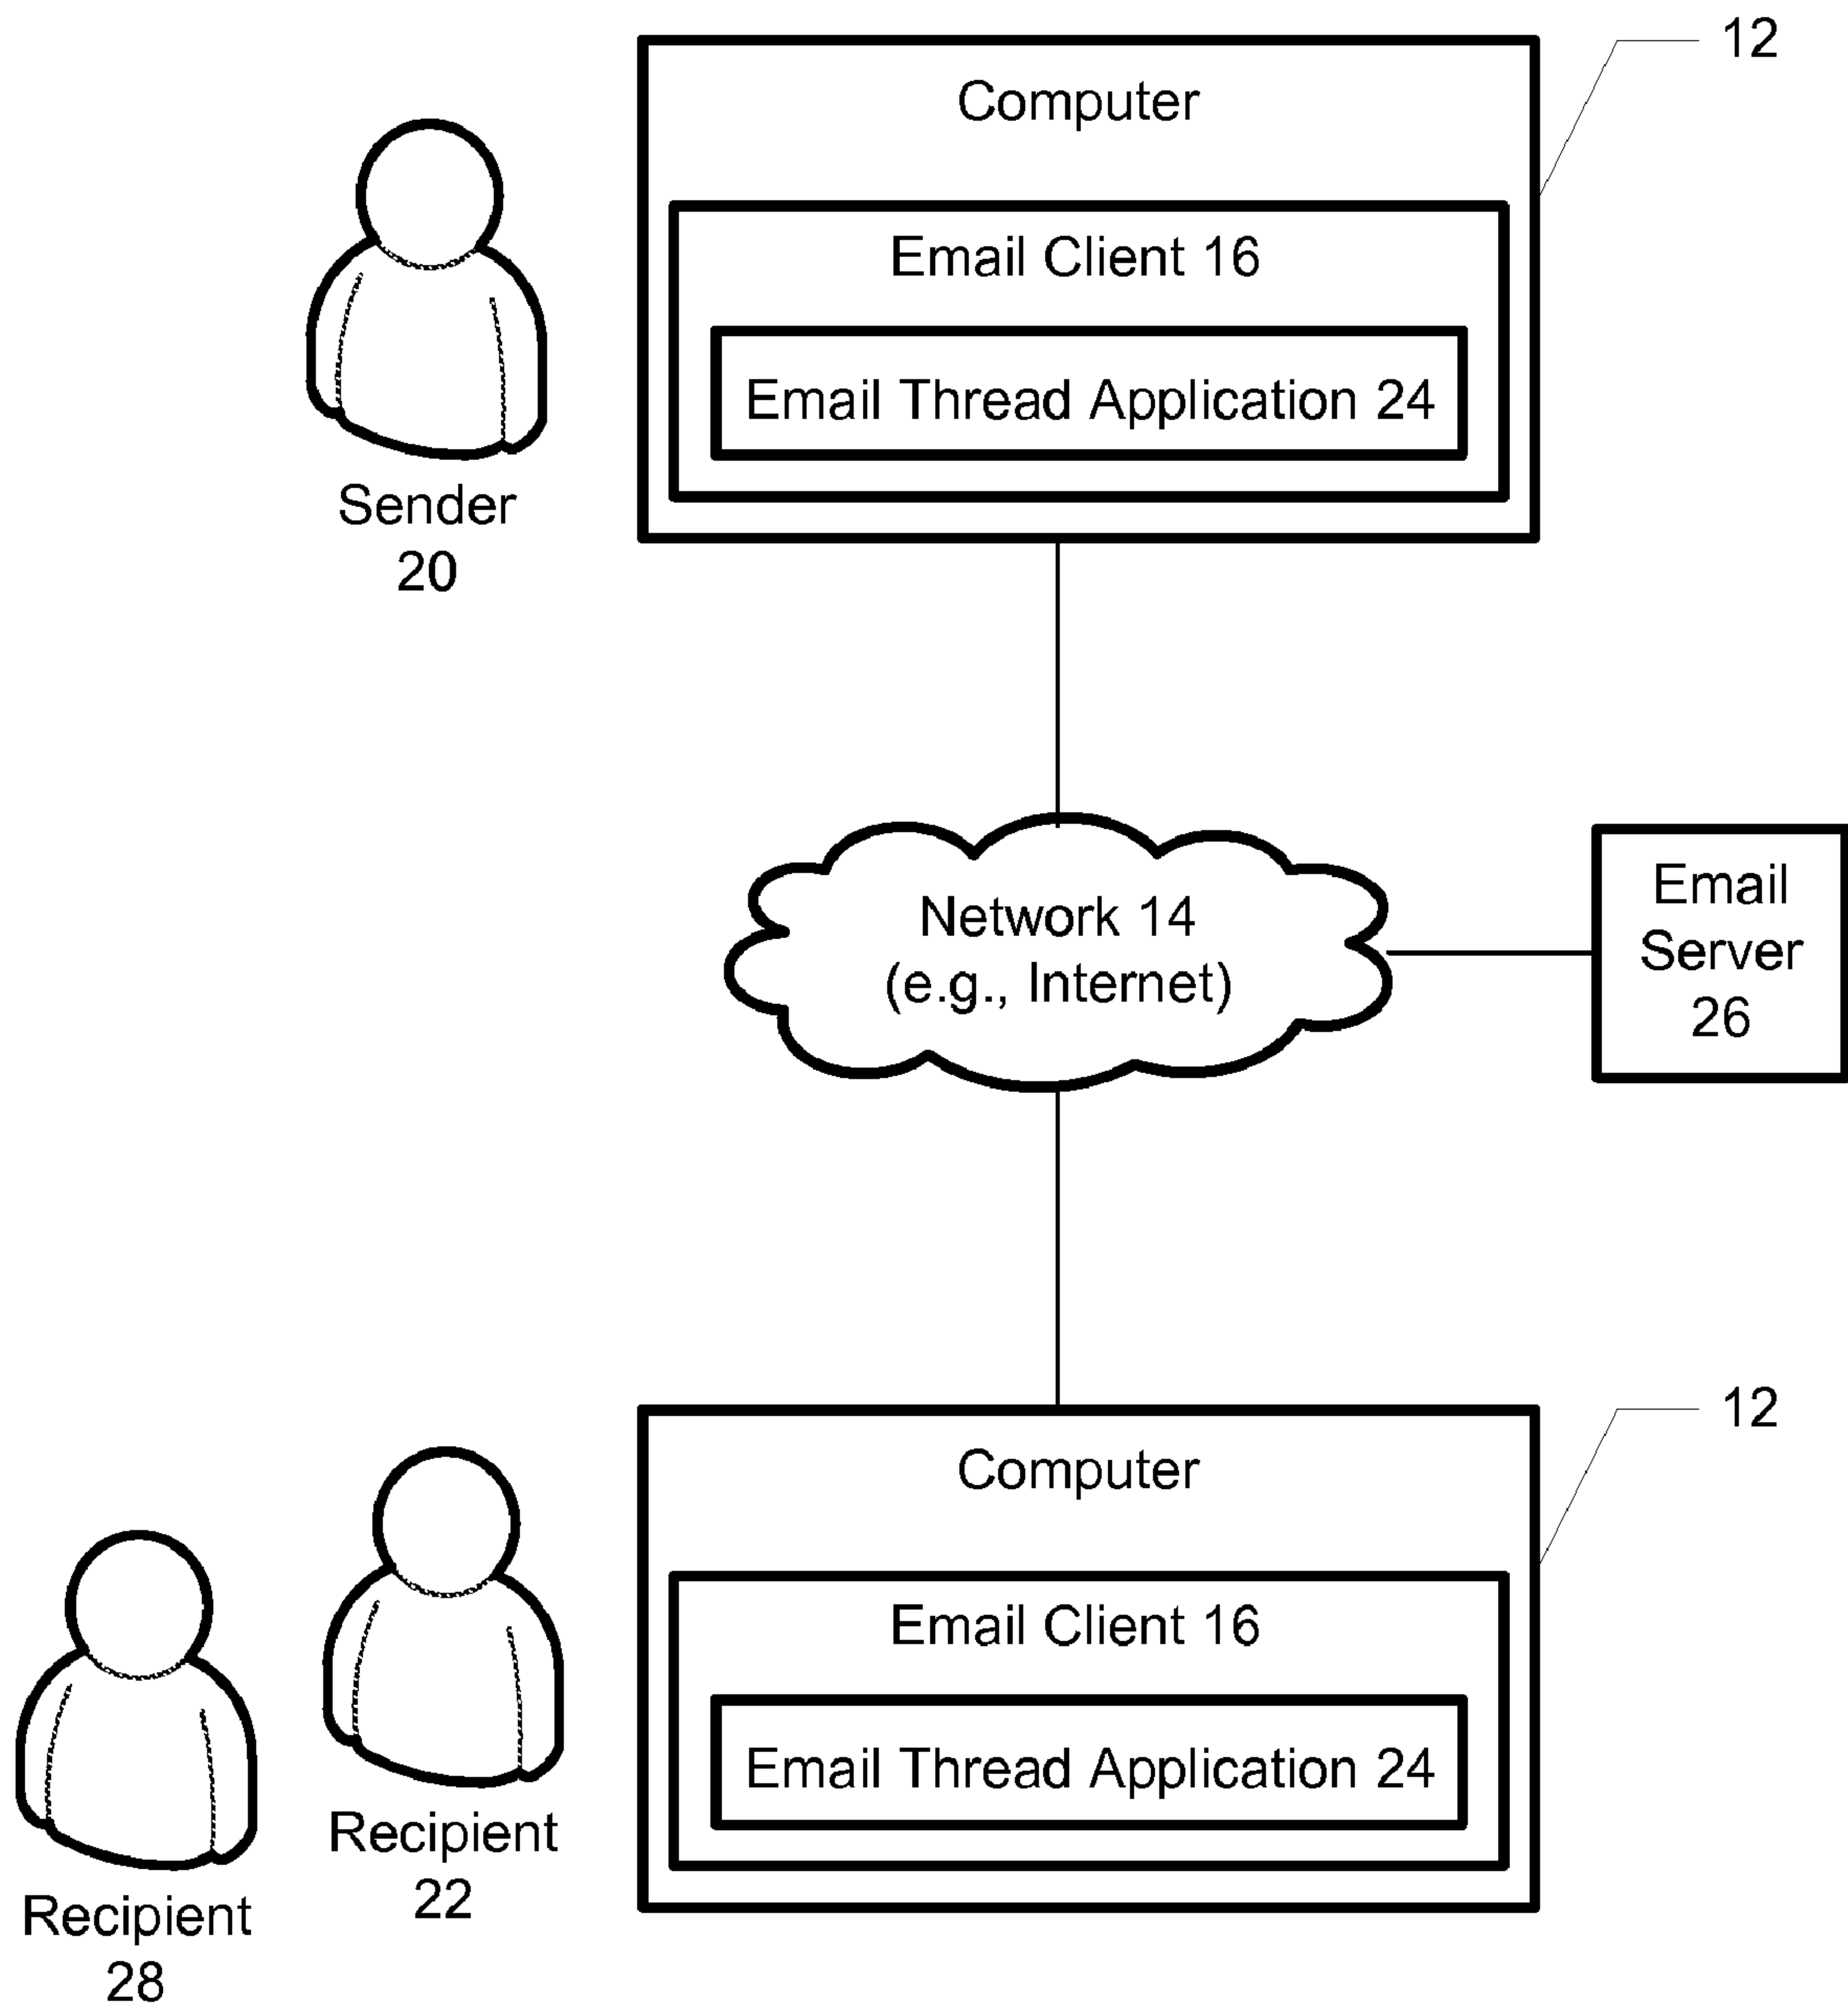 12
Computer
Email Client 16
Email Thread Application 24
Sender
20
Network 14
(e.g., Internet)
Email
Server
26
12
Computer
Email Client 16
Email Thread Application 24
Recipient
22
Recipient
28